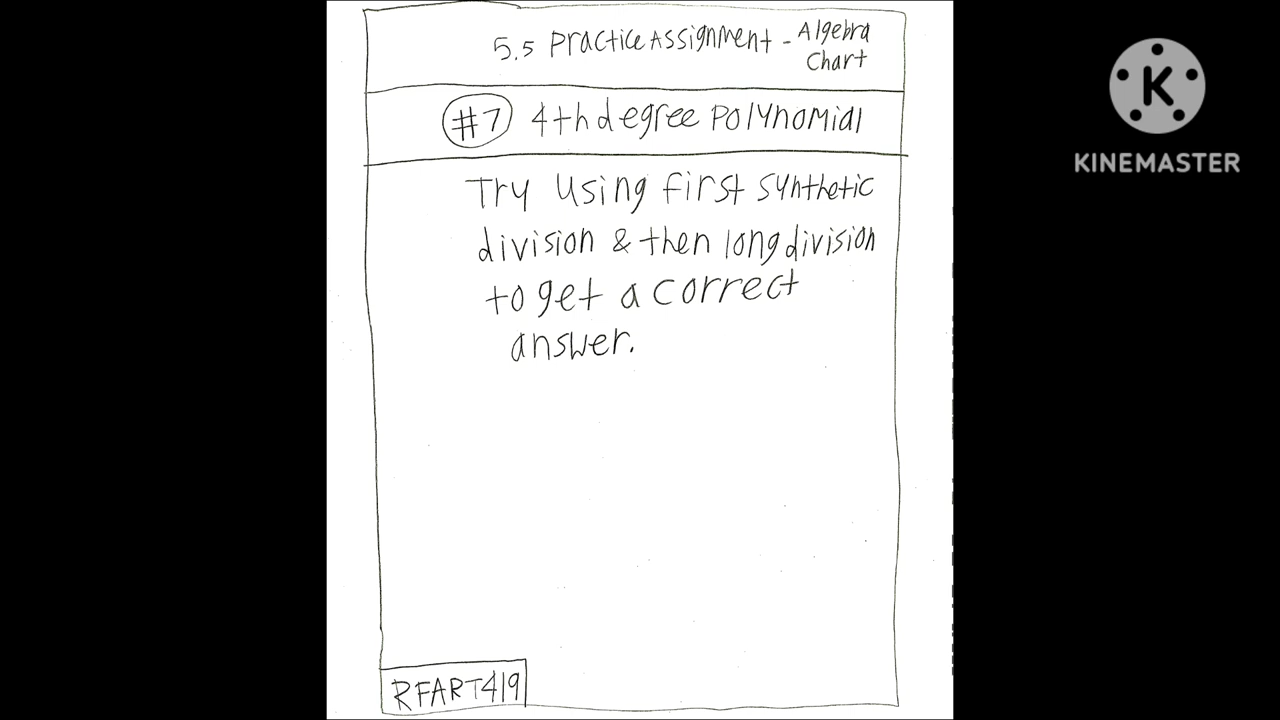 5.5 Practice Assignment - Algebra
Chart
#7 4th degree Polynomial
Try using first synthetic
division & then long division
to get a correct
answer.
RFART419
K
KINEMASTER